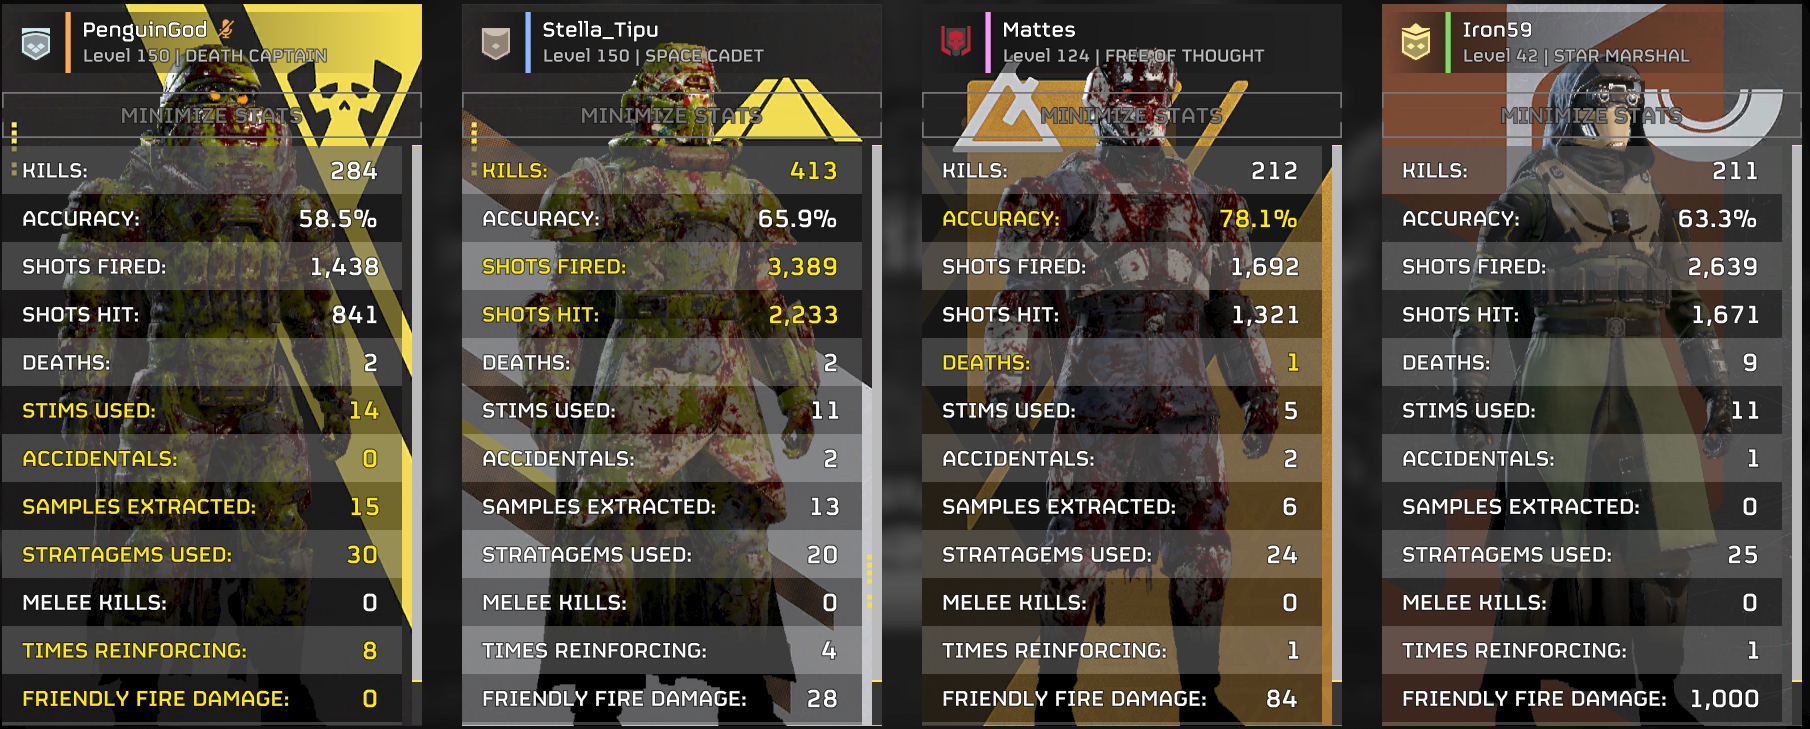 PenguinGod
Level 150 | DEATH CAPTAIN
MINIMIZE STATS
KILLS: 284
ACCURACY: 58.5%
SHOTS FIRED: 1,438
SHOTS HIT: 841
DEATHS: 2
STIMS USED: 14
ACCIDENTALS: 0
SAMPLES EXTRACTED: 15
STRATAGEMS USED: 30
MELEE KILLS: 0
TIMES REINFORCING: 8
FRIENDLY FIRE DAMAGE: 0
Stella_Tipu
Level 150 | SPACE CADET
MINIMIZE STATS
KILLS: 413
ACCURACY: 65.9%
SHOTS FIRED: 3,389
SHOTS HIT: 2,233
DEATHS: 2
STIMS USED: 11
ACCIDENTALS: 2
SAMPLES EXTRACTED: 13
STRATAGEMS USED: 20
MELEE KILLS: 0
TIMES REINFORCING: 4
FRIENDLY FIRE DAMAGE: 28
Mattes
Level 124 | FREE OF THOUGHT
MINIMIZE STATS
KILLS: 212
ACCURACY: 78.1%
SHOTS FIRED: 1,692
SHOTS HIT: 1,321
DEATHS: 1
STIMS USED: 5
ACCIDENTALS: 2
SAMPLES EXTRACTED: 6
STRATAGEMS USED: 24
MELEE KILLS: 0
TIMES REINFORCING: 1
FRIENDLY FIRE DAMAGE: 84
Iron59
Level 42 | STAR MARSHAL
MINIMIZE STATS
KILLS: 211
ACCURACY: 63.3%
SHOTS FIRED: 2,639
SHOTS HIT: 1,671
DEATHS: 9
STIMS USED: 11
ACCIDENTALS: 1
SAMPLES EXTRACTED: 0
STRATAGEMS USED: 25
MELEE KILLS: 0
TIMES REINFORCING: 1
FRIENDLY FIRE DAMAGE: 1,000